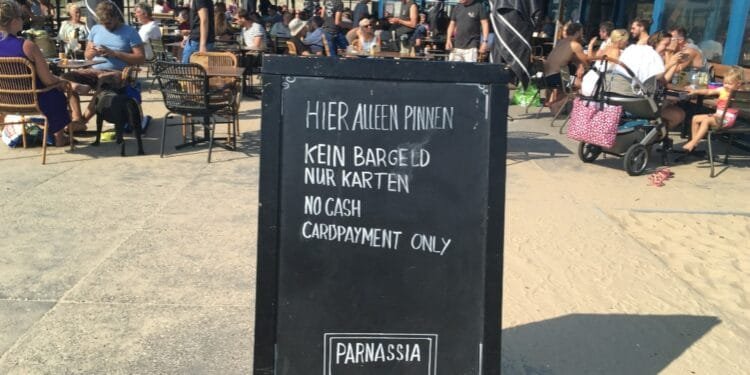 HIER ALLEEN PINNEN
KEIN BARGELD
NUR KARTEN
NO CASH
CARDPAYMENT ONLY
PARNASSIA